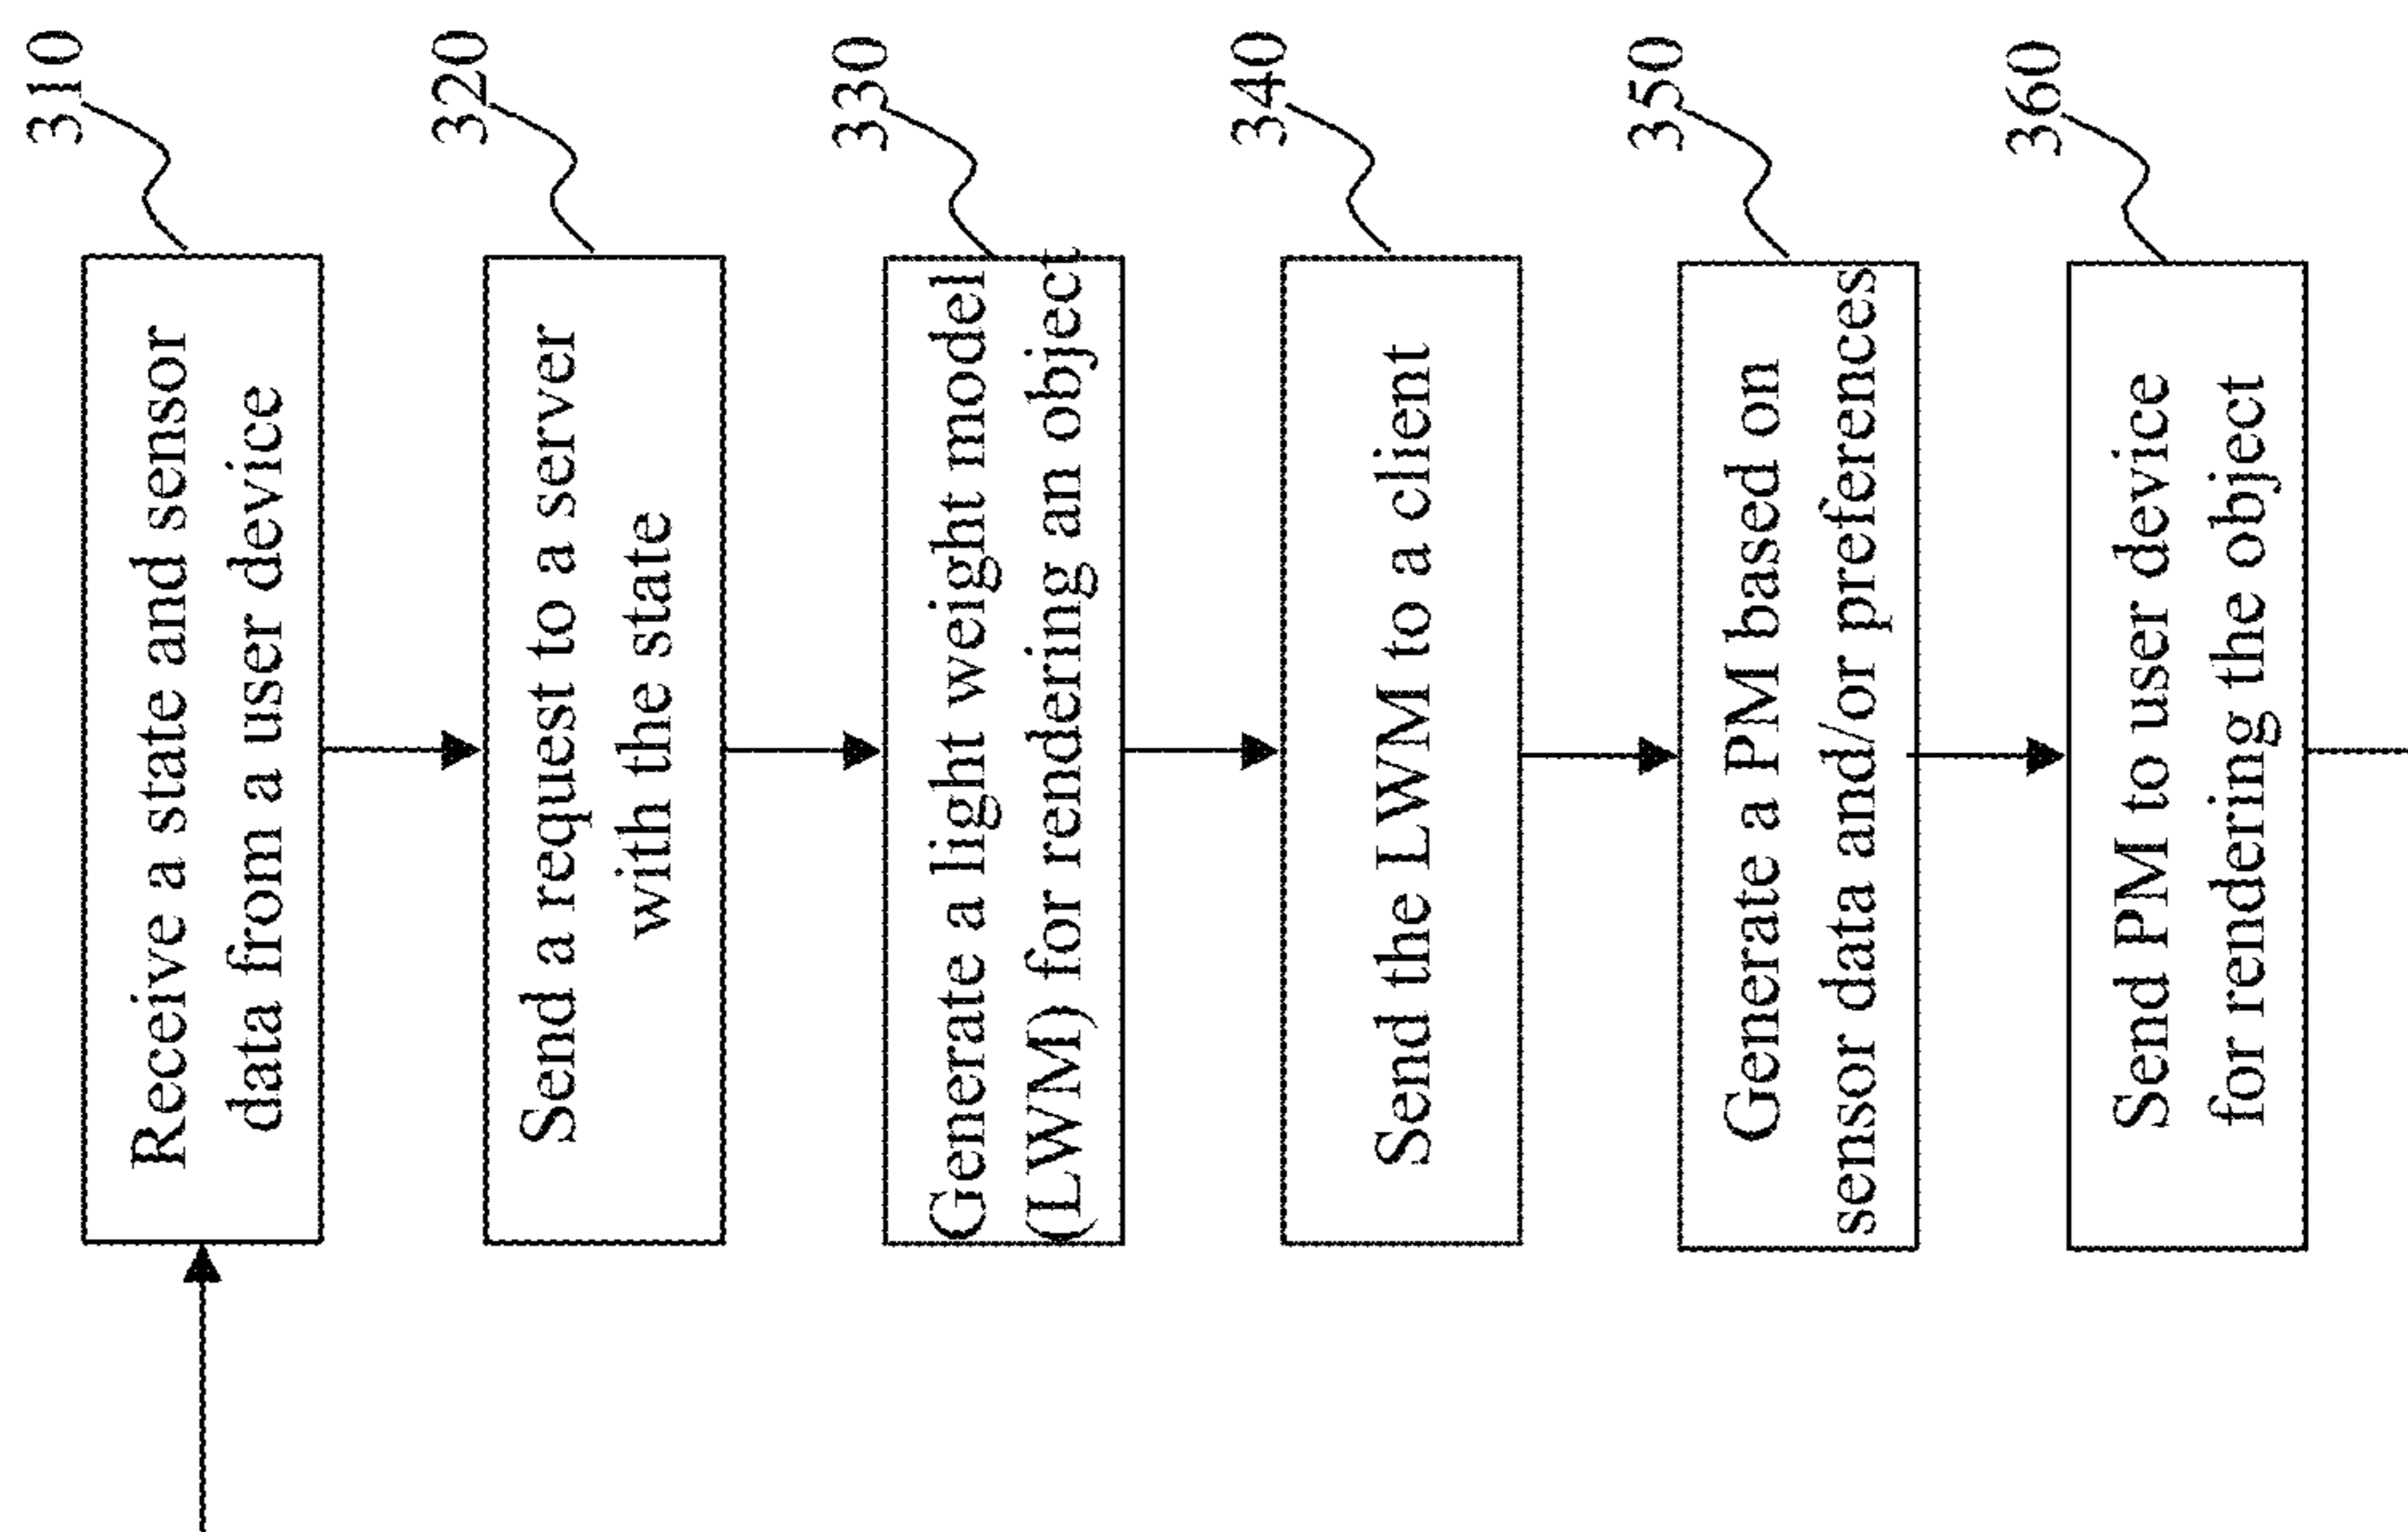 310
Receive a state and sensor
data from a user device
320
Send a request to a server
with the state
330
Generate a light weight model
(LWM) for rendering an object
340
Send the LWM to a client
350
Generate a PM based on
sensor data and/or preferences
360
Send PM to user device
for rendering the object